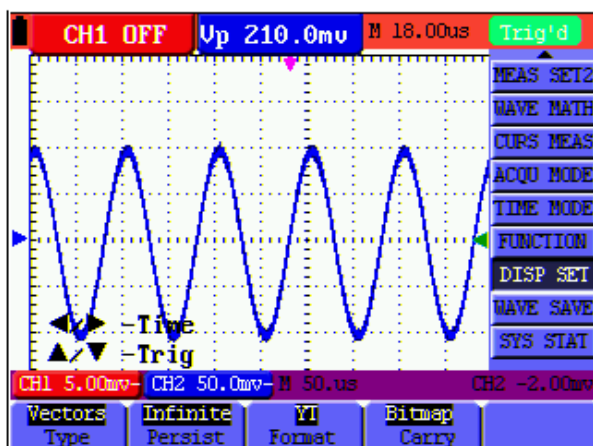 CH1 OFF Vp 210.0mv M 18.00us Trig'd
MEAS SET2
WAVE MATH
CURS MEAS
ACQU MODE
TIME MODE
FUNCTION
DISP SET
WAVE SAVE
SYS STAT
◀/▶ -Time
▲/▼ -Trig
CH1 5.00mv- CH2 50.0mv- M 50.us CH2 -2.00mv
Vectors Infinite YT Bitmap
Type Persist Format Carry